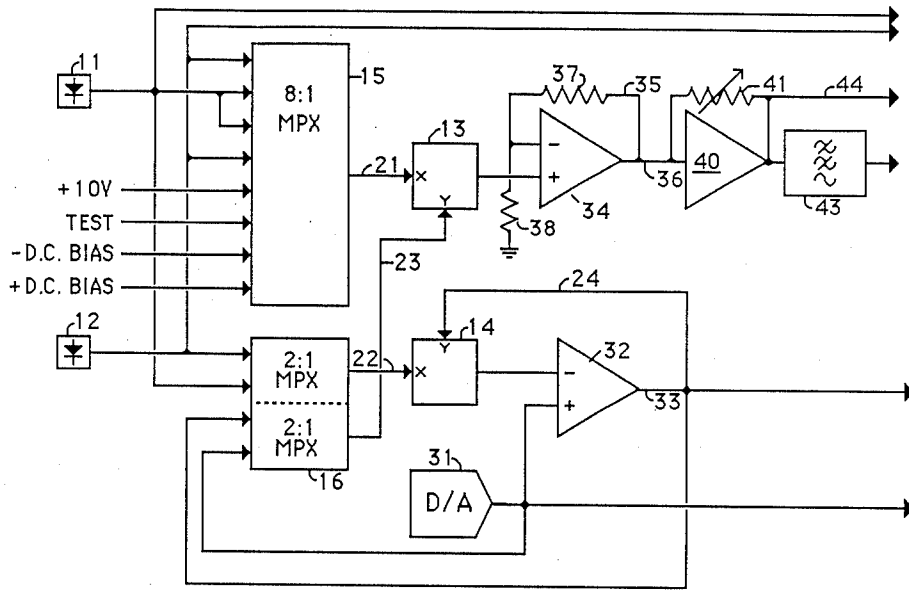 11
15
8:1
MPX
37
35
41
44
13
21
X
Y
−
+
34
36
40
43
38
+10V
TEST
−D.C. BIAS
+D.C. BIAS
23
24
12
2:1
MPX
22
14
Y
X
32
−
+
33
2:1
MPX
16
31
D/A